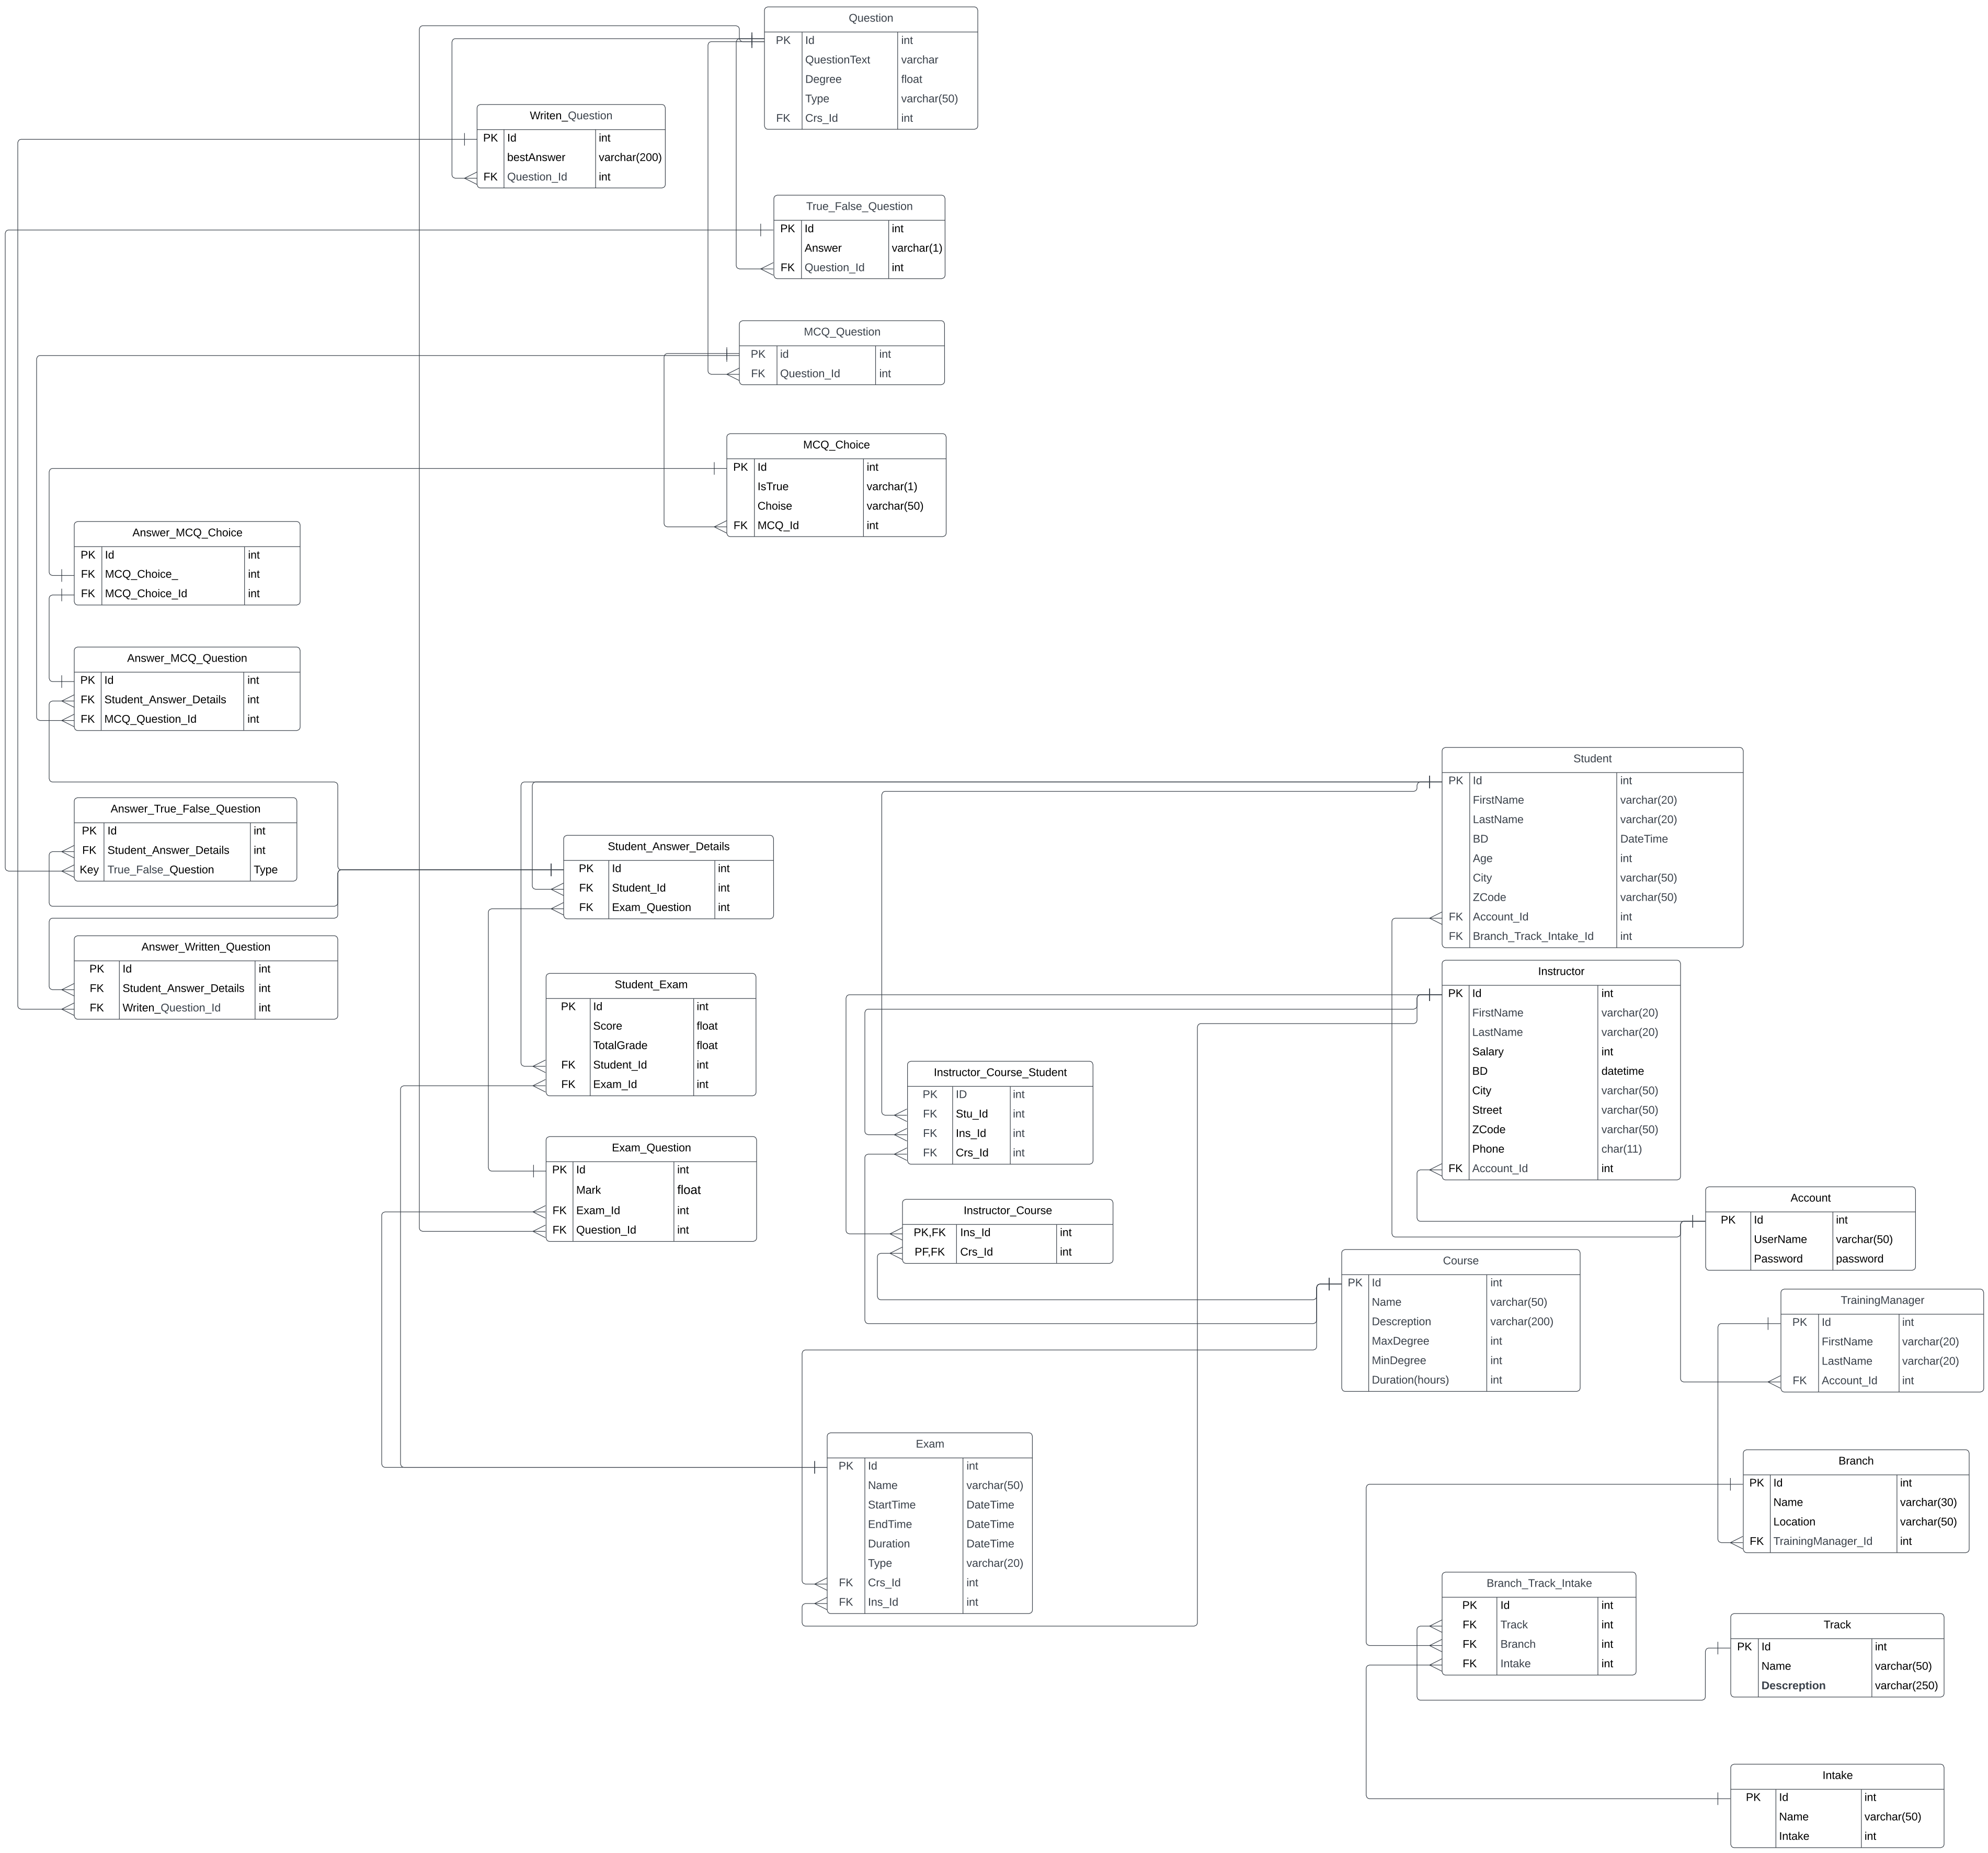 Question
PK Id int
QuestionText varchar
Degree float
Type varchar(50)
FK Crs_Id int
Writen_Question
PK Id int
bestAnswer varchar(200)
FK Question_Id int
True_False_Question
PK Id int
Answer varchar(1)
FK Question_Id int
MCQ_Question
PK id int
FK Question_Id int
MCQ_Choice
PK Id int
IsTrue varchar(1)
Choise varchar(50)
FK MCQ_Id int
Answer_MCQ_Choice
PK Id int
FK MCQ_Choice_ int
FK MCQ_Choice_Id int
Answer_MCQ_Question
PK Id int
FK Student_Answer_Details int
FK MCQ_Question_Id int
Answer_True_False_Question
PK Id int
FK Student_Answer_Details int
Key True_False_Question Type
Answer_Written_Question
PK Id int
FK Student_Answer_Details int
FK Writen_Question_Id int
Student_Answer_Details
PK Id int
FK Student_Id int
FK Exam_Question int
Student_Exam
PK Id int
Score float
TotalGrade float
FK Student_Id int
FK Exam_Id int
Exam_Question
PK Id int
Mark float
FK Exam_Id int
FK Question_Id int
Student
PK Id int
FirstName varchar(20)
LastName varchar(20)
BD DateTime
Age int
City varchar(50)
ZCode varchar(50)
FK Account_Id int
FK Branch_Track_Intake_Id int
Instructor
PK Id int
FirstName varchar(20)
LastName varchar(20)
Salary int
BD datetime
City varchar(50)
Street varchar(50)
ZCode varchar(50)
Phone char(11)
FK Account_Id int
Instructor_Course_Student
PK ID int
FK Stu_Id int
FK Ins_Id int
FK Crs_Id int
Instructor_Course
PK,FK Ins_Id int
PF,FK Crs_Id int
Account
PK Id int
UserName varchar(50)
Password password
Course
PK Id int
Name varchar(50)
Descreption varchar(200)
MaxDegree int
MinDegree int
Duration(hours) int
TrainingManager
PK Id int
FirstName varchar(20)
LastName varchar(20)
FK Account_Id int
Exam
PK Id int
Name varchar(50)
StartTime DateTime
EndTime DateTime
Duration DateTime
Type varchar(20)
FK Crs_Id int
FK Ins_Id int
Branch
PK Id int
Name varchar(30)
Location varchar(50)
FK TrainingManager_Id int
Branch_Track_Intake
PK Id int
FK Track int
FK Branch int
FK Intake int
Track
PK Id int
Name varchar(50)
Descreption varchar(250)
Intake
PK Id int
Name varchar(50)
Intake int